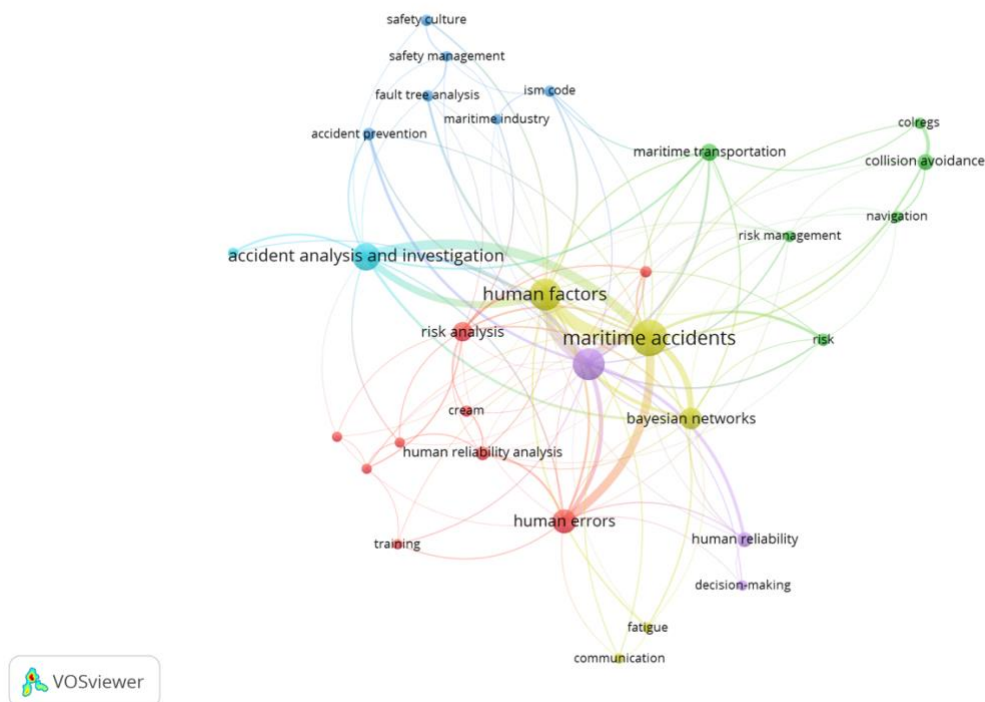 safety culture
safety management
ism code
fault tree analysis
maritime industry
colregs
accident prevention
maritime transportation
collision avoidance
navigation
risk management
accident analysis and investigation
human factors
risk analysis
maritime accidents
risk
cream
bayesian networks
human reliability analysis
human errors
human reliability
training
decision-making
fatigue
communication
VOSviewer